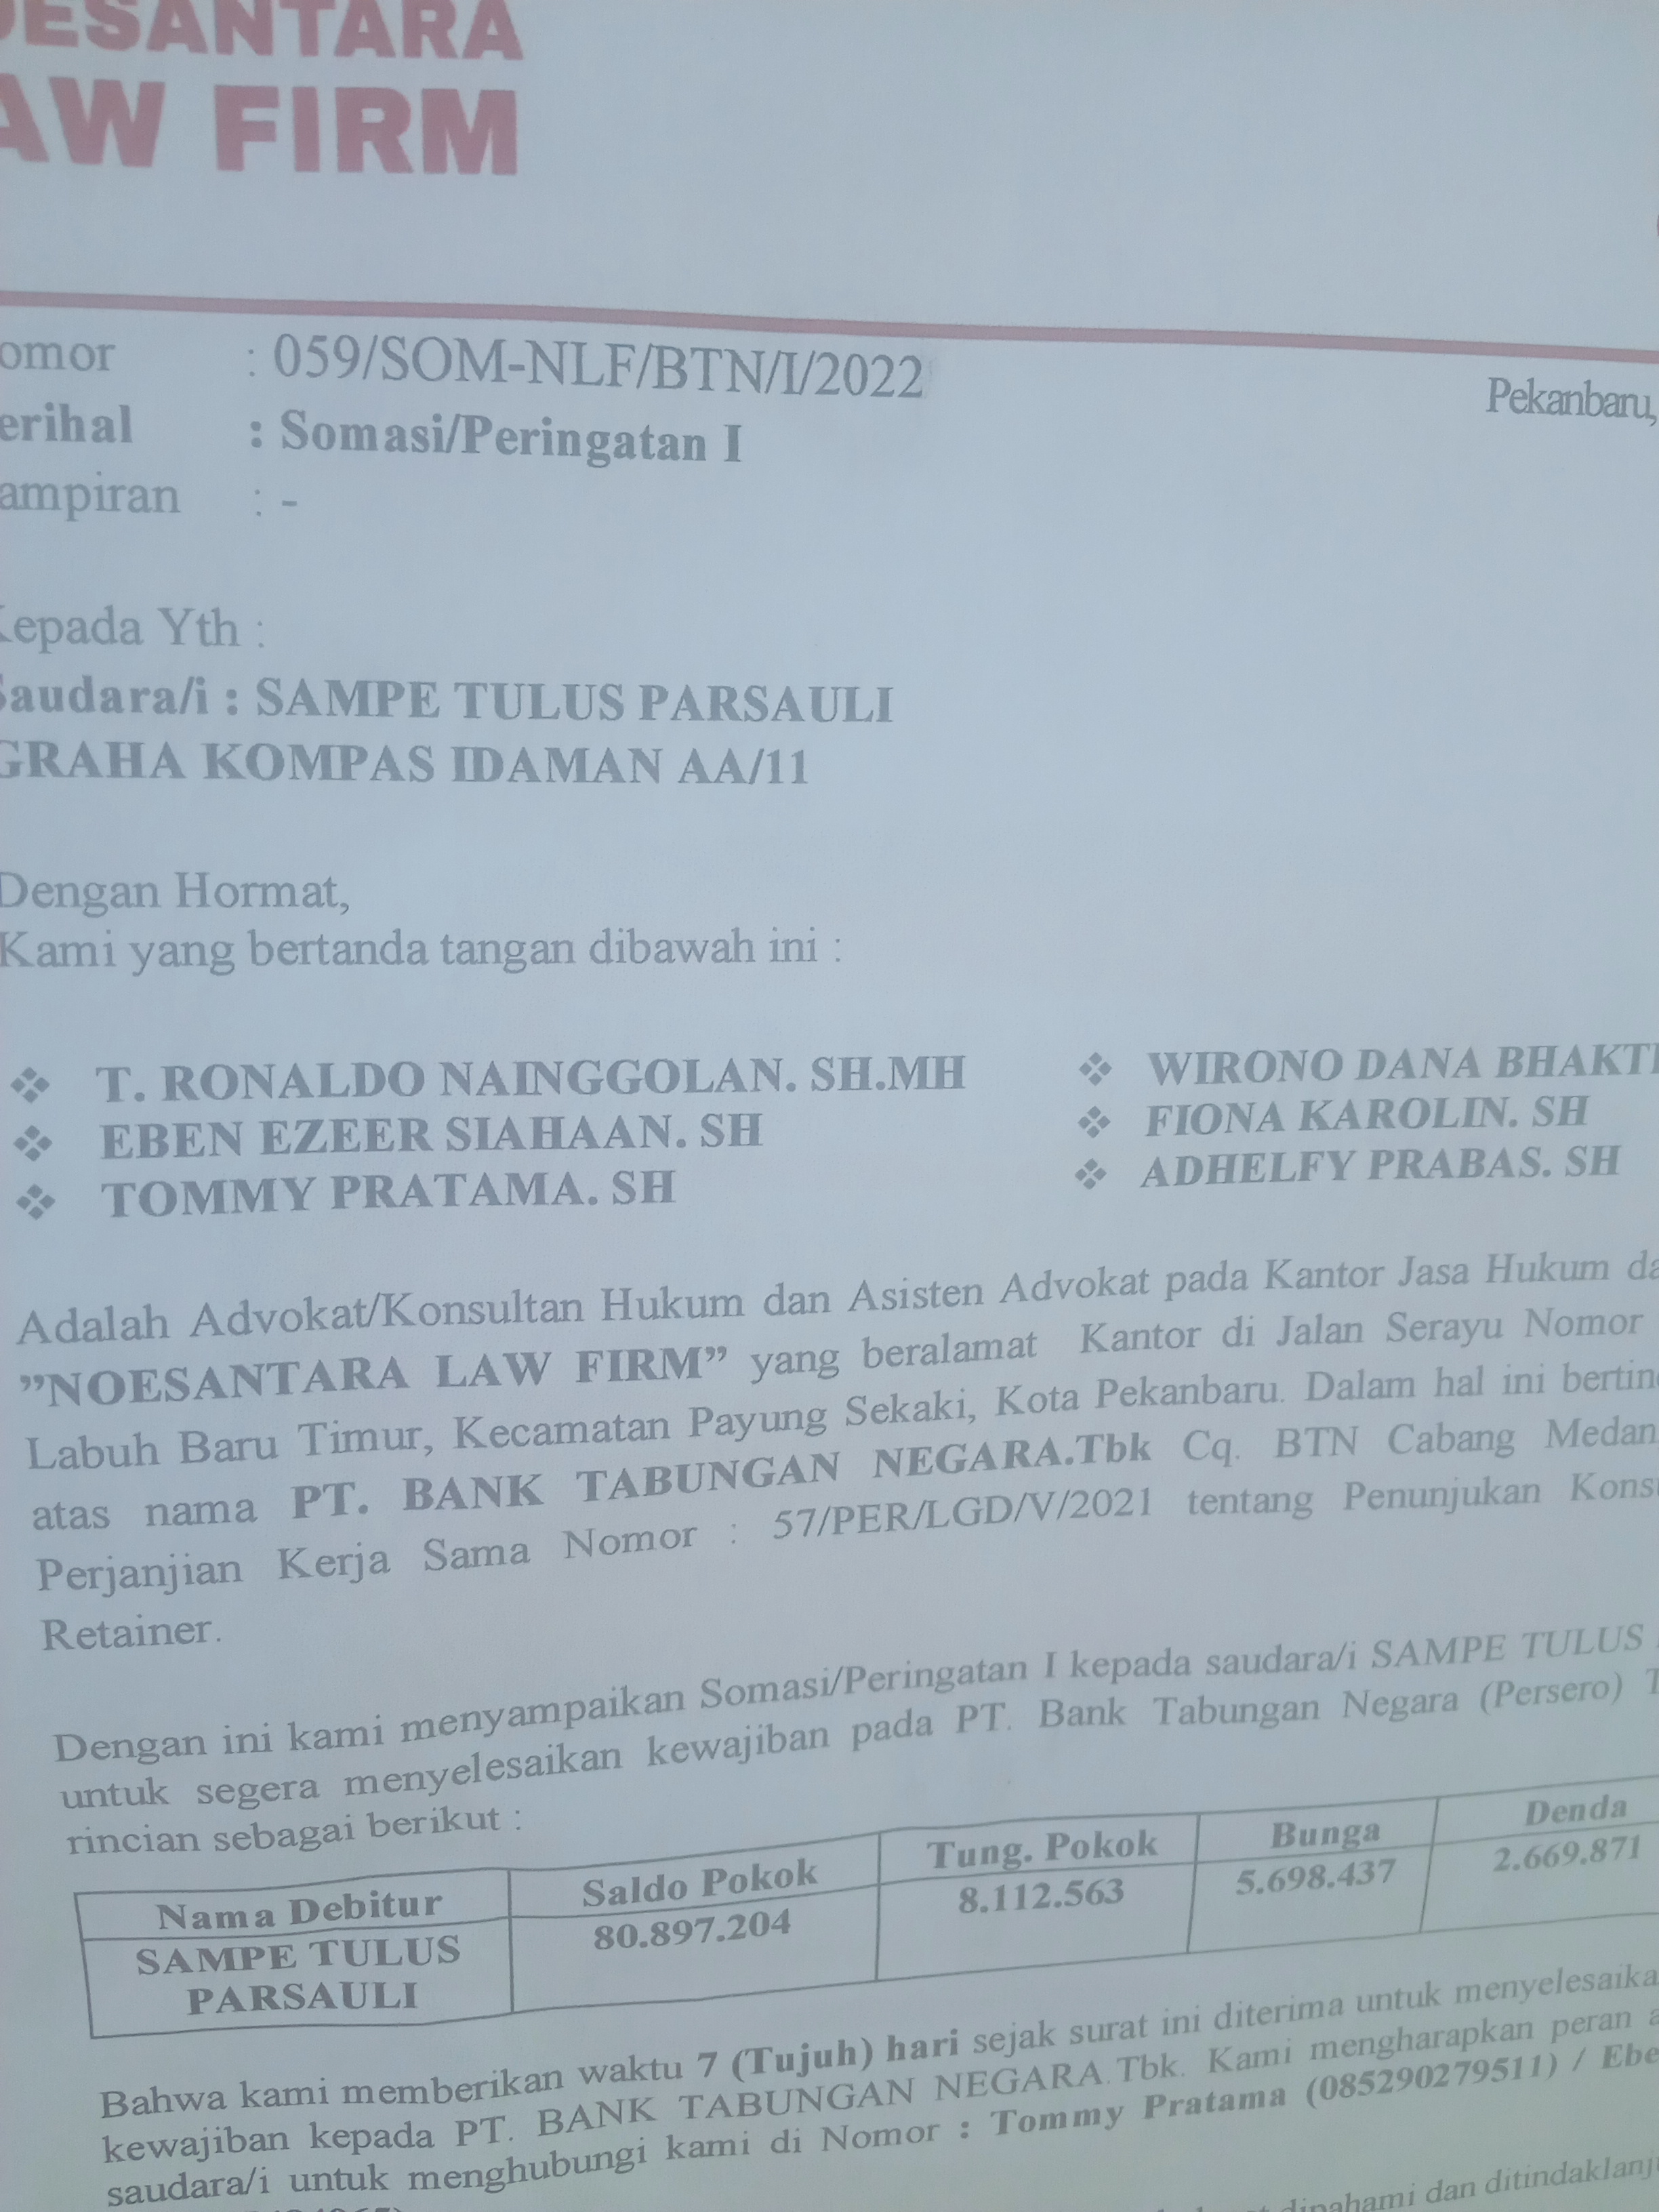 OESANTARA
AW FIRM
omor : 059/SOM-NLF/BTN/I/2022
Pekanbaru,
erihal : Somasi/Peringatan I
ampiran : -
Kepada Yth :
Saudara/i : SAMPE TULUS PARSAULI
GRAHA KOMPAS IDAMAN AA/11
Dengan Hormat,
Kami yang bertanda tangan dibawah ini :
❖ T. RONALDO NAINGGOLAN. SH.MH ❖ WIRONO DANA BHAKTI
❖ EBEN EZEER SIAHAAN. SH ❖ FIONA KAROLIN. SH
❖ TOMMY PRATAMA. SH ❖ ADHELFY PRABAS. SH
Adalah Advokat/Konsultan Hukum dan Asisten Advokat pada Kantor Jasa Hukum da
”NOESANTARA LAW FIRM” yang beralamat Kantor di Jalan Serayu Nomor
Labuh Baru Timur, Kecamatan Payung Sekaki, Kota Pekanbaru. Dalam hal ini bertind
atas nama PT. BANK TABUNGAN NEGARA.Tbk Cq. BTN Cabang Medan
Perjanjian Kerja Sama Nomor : 57/PER/LGD/V/2021 tentang Penunjukan Konsu
Retainer.
Dengan ini kami menyampaikan Somasi/Peringatan I kepada saudara/i SAMPE TULUS
untuk segera menyelesaikan kewajiban pada PT. Bank Tabungan Negara (Persero) T
rincian sebagai berikut :
Nama Debitur Saldo Pokok Tung. Pokok Bunga Denda
SAMPE TULUS 80.897.204 8.112.563 5.698.437 2.669.871
PARSAULI
Bahwa kami memberikan waktu 7 (Tujuh) hari sejak surat ini diterima untuk menyelesaika
kewajiban kepada PT. BANK TABUNGAN NEGARA.Tbk. Kami mengharapkan peran a
saudara/i untuk menghubungi kami di Nomor : Tommy Pratama (085290279511) / Ebe
dipahami dan ditindaklanju